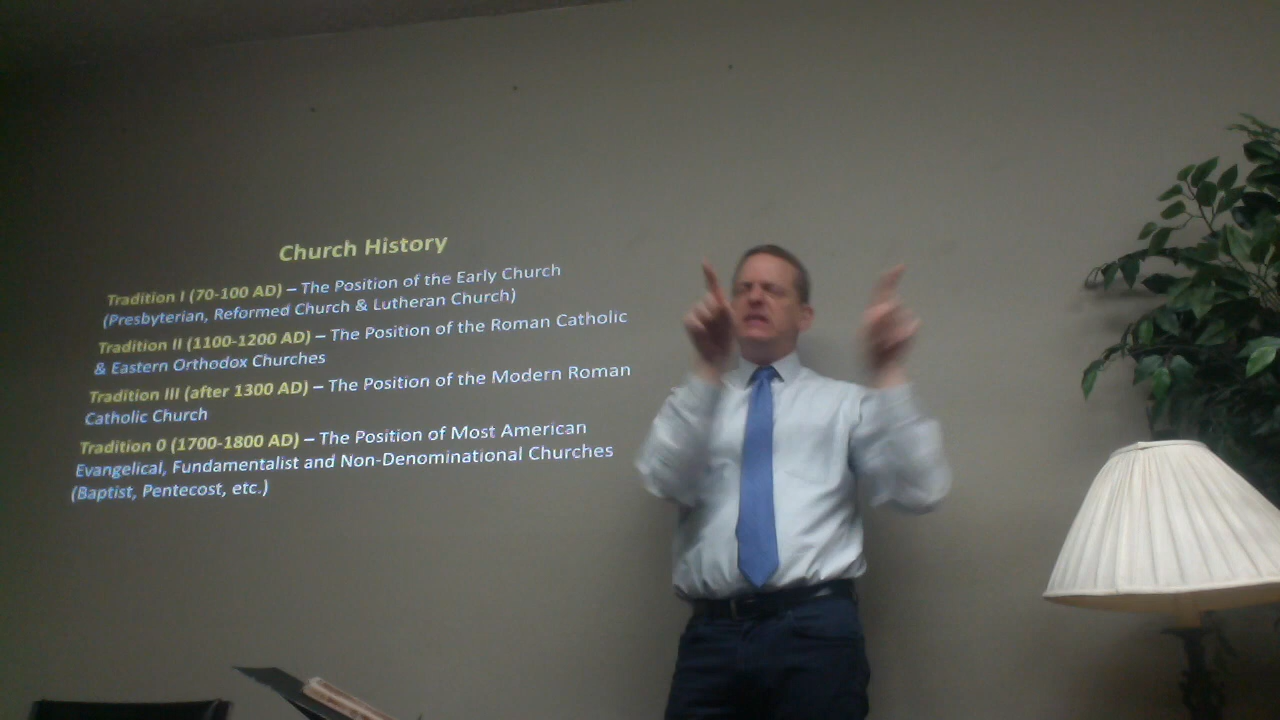 Church History
Tradition I (70-100 AD) – The Position of the Early Church
(Presbyterian, Reformed Church & Lutheran Church)
Tradition II (1100-1200 AD) – The Position of the Roman Catholic
& Eastern Orthodox Churches
Tradition III (after 1300 AD) – The Position of the Modern Roman
Catholic Church
Tradition 0 (1700-1800 AD) – The Position of Most American
Evangelical, Fundamentalist and Non-Denominational Churches
(Baptist, Pentecost, etc.)